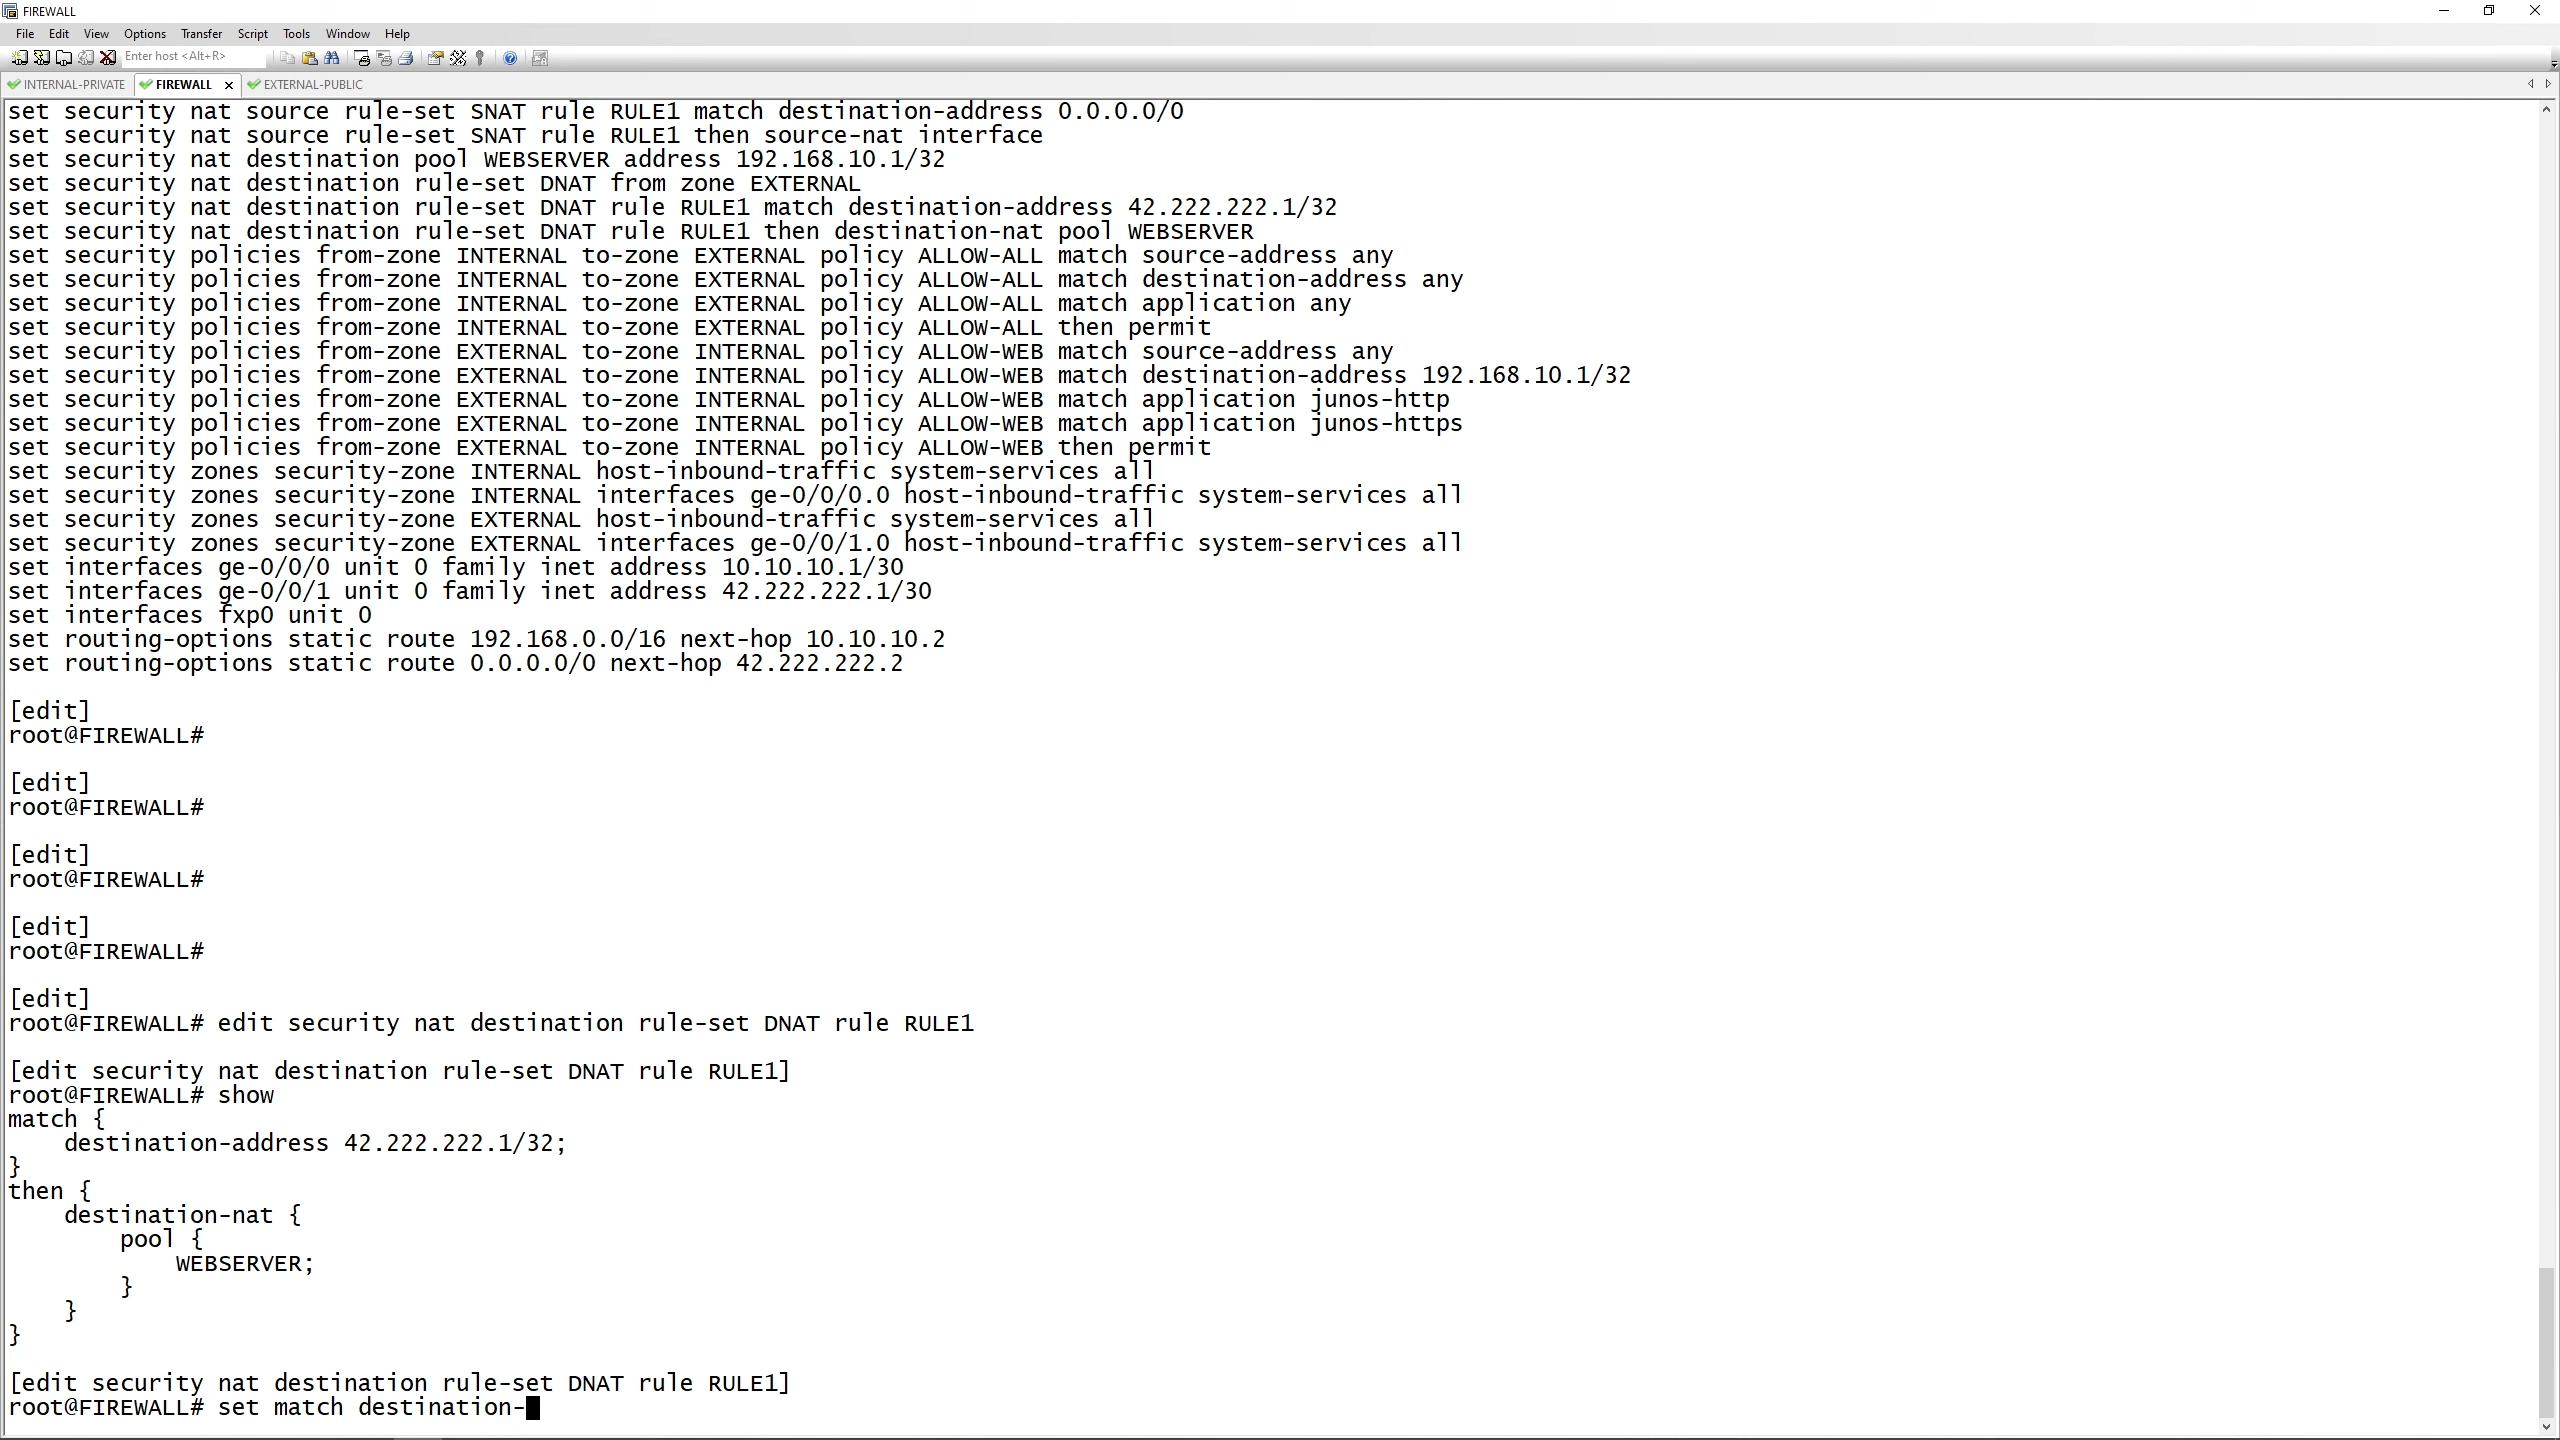 FIREWALL
File Edit View Options Transfer Script Tools Window Help
Enter host <Alt+R>
INTERNAL-PRIVATE FIREWALL EXTERNAL-PUBLIC
set security nat source rule-set SNAT rule RULE1 match destination-address 0.0.0.0/0
set security nat source rule-set SNAT rule RULE1 then source-nat interface
set security nat destination pool WEBSERVER address 192.168.10.1/32
set security nat destination rule-set DNAT from zone EXTERNAL
set security nat destination rule-set DNAT rule RULE1 match destination-address 42.222.222.1/32
set security nat destination rule-set DNAT rule RULE1 then destination-nat pool WEBSERVER
set security policies from-zone INTERNAL to-zone EXTERNAL policy ALLOW-ALL match source-address any
set security policies from-zone INTERNAL to-zone EXTERNAL policy ALLOW-ALL match destination-address any
set security policies from-zone INTERNAL to-zone EXTERNAL policy ALLOW-ALL match application any
set security policies from-zone INTERNAL to-zone EXTERNAL policy ALLOW-ALL then permit
set security policies from-zone EXTERNAL to-zone INTERNAL policy ALLOW-WEB match source-address any
set security policies from-zone EXTERNAL to-zone INTERNAL policy ALLOW-WEB match destination-address 192.168.10.1/32
set security policies from-zone EXTERNAL to-zone INTERNAL policy ALLOW-WEB match application junos-http
set security policies from-zone EXTERNAL to-zone INTERNAL policy ALLOW-WEB match application junos-https
set security policies from-zone EXTERNAL to-zone INTERNAL policy ALLOW-WEB then permit
set security zones security-zone INTERNAL host-inbound-traffic system-services all
set security zones security-zone INTERNAL interfaces ge-0/0/0.0 host-inbound-traffic system-services all
set security zones security-zone EXTERNAL host-inbound-traffic system-services all
set security zones security-zone EXTERNAL interfaces ge-0/0/1.0 host-inbound-traffic system-services all
set interfaces ge-0/0/0 unit 0 family inet address 10.10.10.1/30
set interfaces ge-0/0/1 unit 0 family inet address 42.222.222.1/30
set interfaces fxp0 unit 0
set routing-options static route 192.168.0.0/16 next-hop 10.10.10.2
set routing-options static route 0.0.0.0/0 next-hop 42.222.222.2
[edit]
root@FIREWALL#
[edit]
root@FIREWALL#
[edit]
root@FIREWALL#
[edit]
root@FIREWALL#
[edit]
root@FIREWALL# edit security nat destination rule-set DNAT rule RULE1
[edit security nat destination rule-set DNAT rule RULE1]
root@FIREWALL# show
match {
    destination-address 42.222.222.1/32;
}
then {
    destination-nat {
        pool {
            WEBSERVER;
        }
    }
}
[edit security nat destination rule-set DNAT rule RULE1]
root@FIREWALL# set match destination-